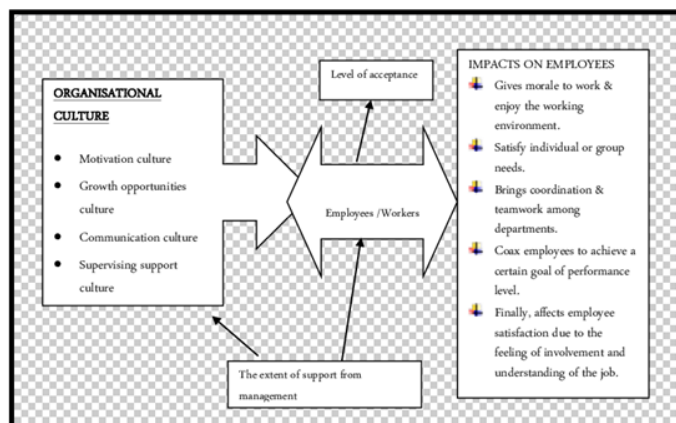 ORGANISATIONAL
CULTURE
• Motivation culture
• Growth opportunities
culture
• Communication culture
• Supervising support
culture
Level of acceptance
Employees /Workers
The extent of support from
management
IMPACTS ON EMPLOYEES
Gives morale to work &
enjoy the working
environment.
Satisfy individual or group
needs.
Brings coordination &
teamwork among
departments.
Coax employees to achieve a
certain goal of performance
level.
Finally, affects employee
satisfaction due to the
feeling of involvement and
understanding of the job.